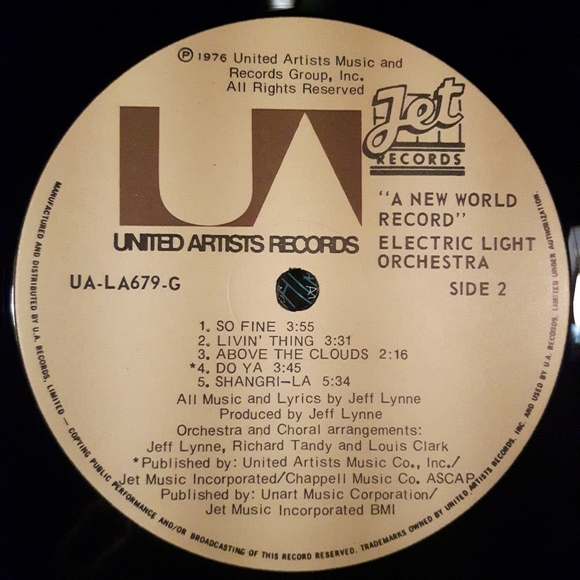 Ⓟ 1976 United Artists Music and
Records Group, Inc.
All Rights Reserved
Jet
RECORDS
UA
UNITED ARTISTS RECORDS
"A NEW WORLD
RECORD"
ELECTRIC LIGHT
ORCHESTRA
UA-LA679-G
SIDE 2
1. SO FINE 3:55
2. LIVIN' THING 3:31
3. ABOVE THE CLOUDS 2:16
*4. DO YA 3:45
5. SHANGRI-LA 5:34
All Music and Lyrics by Jeff Lynne
Produced by Jeff Lynne
Orchestra and Choral arrangements:
Jeff Lynne, Richard Tandy and Louis Clark
*Published by: United Artists Music Co., Inc./
Jet Music Incorporated/Chappell Music Co. ASCAP
Published by: Unart Music Corporation/
Jet Music Incorporated BMI
MANUFACTURED AND DISTRIBUTED BY U.A. RECORDS, LIMITED — COPYING PUBLIC PERFORMANCE AND/OR BROADCASTING OF THIS RECORD RESERVED. TRADEMARKS OWNED BY UNITED ARTISTS RECORDS, INC. AND USED BY U.A. RECORDS, LIMITED UNDER AUTHORIZATION.